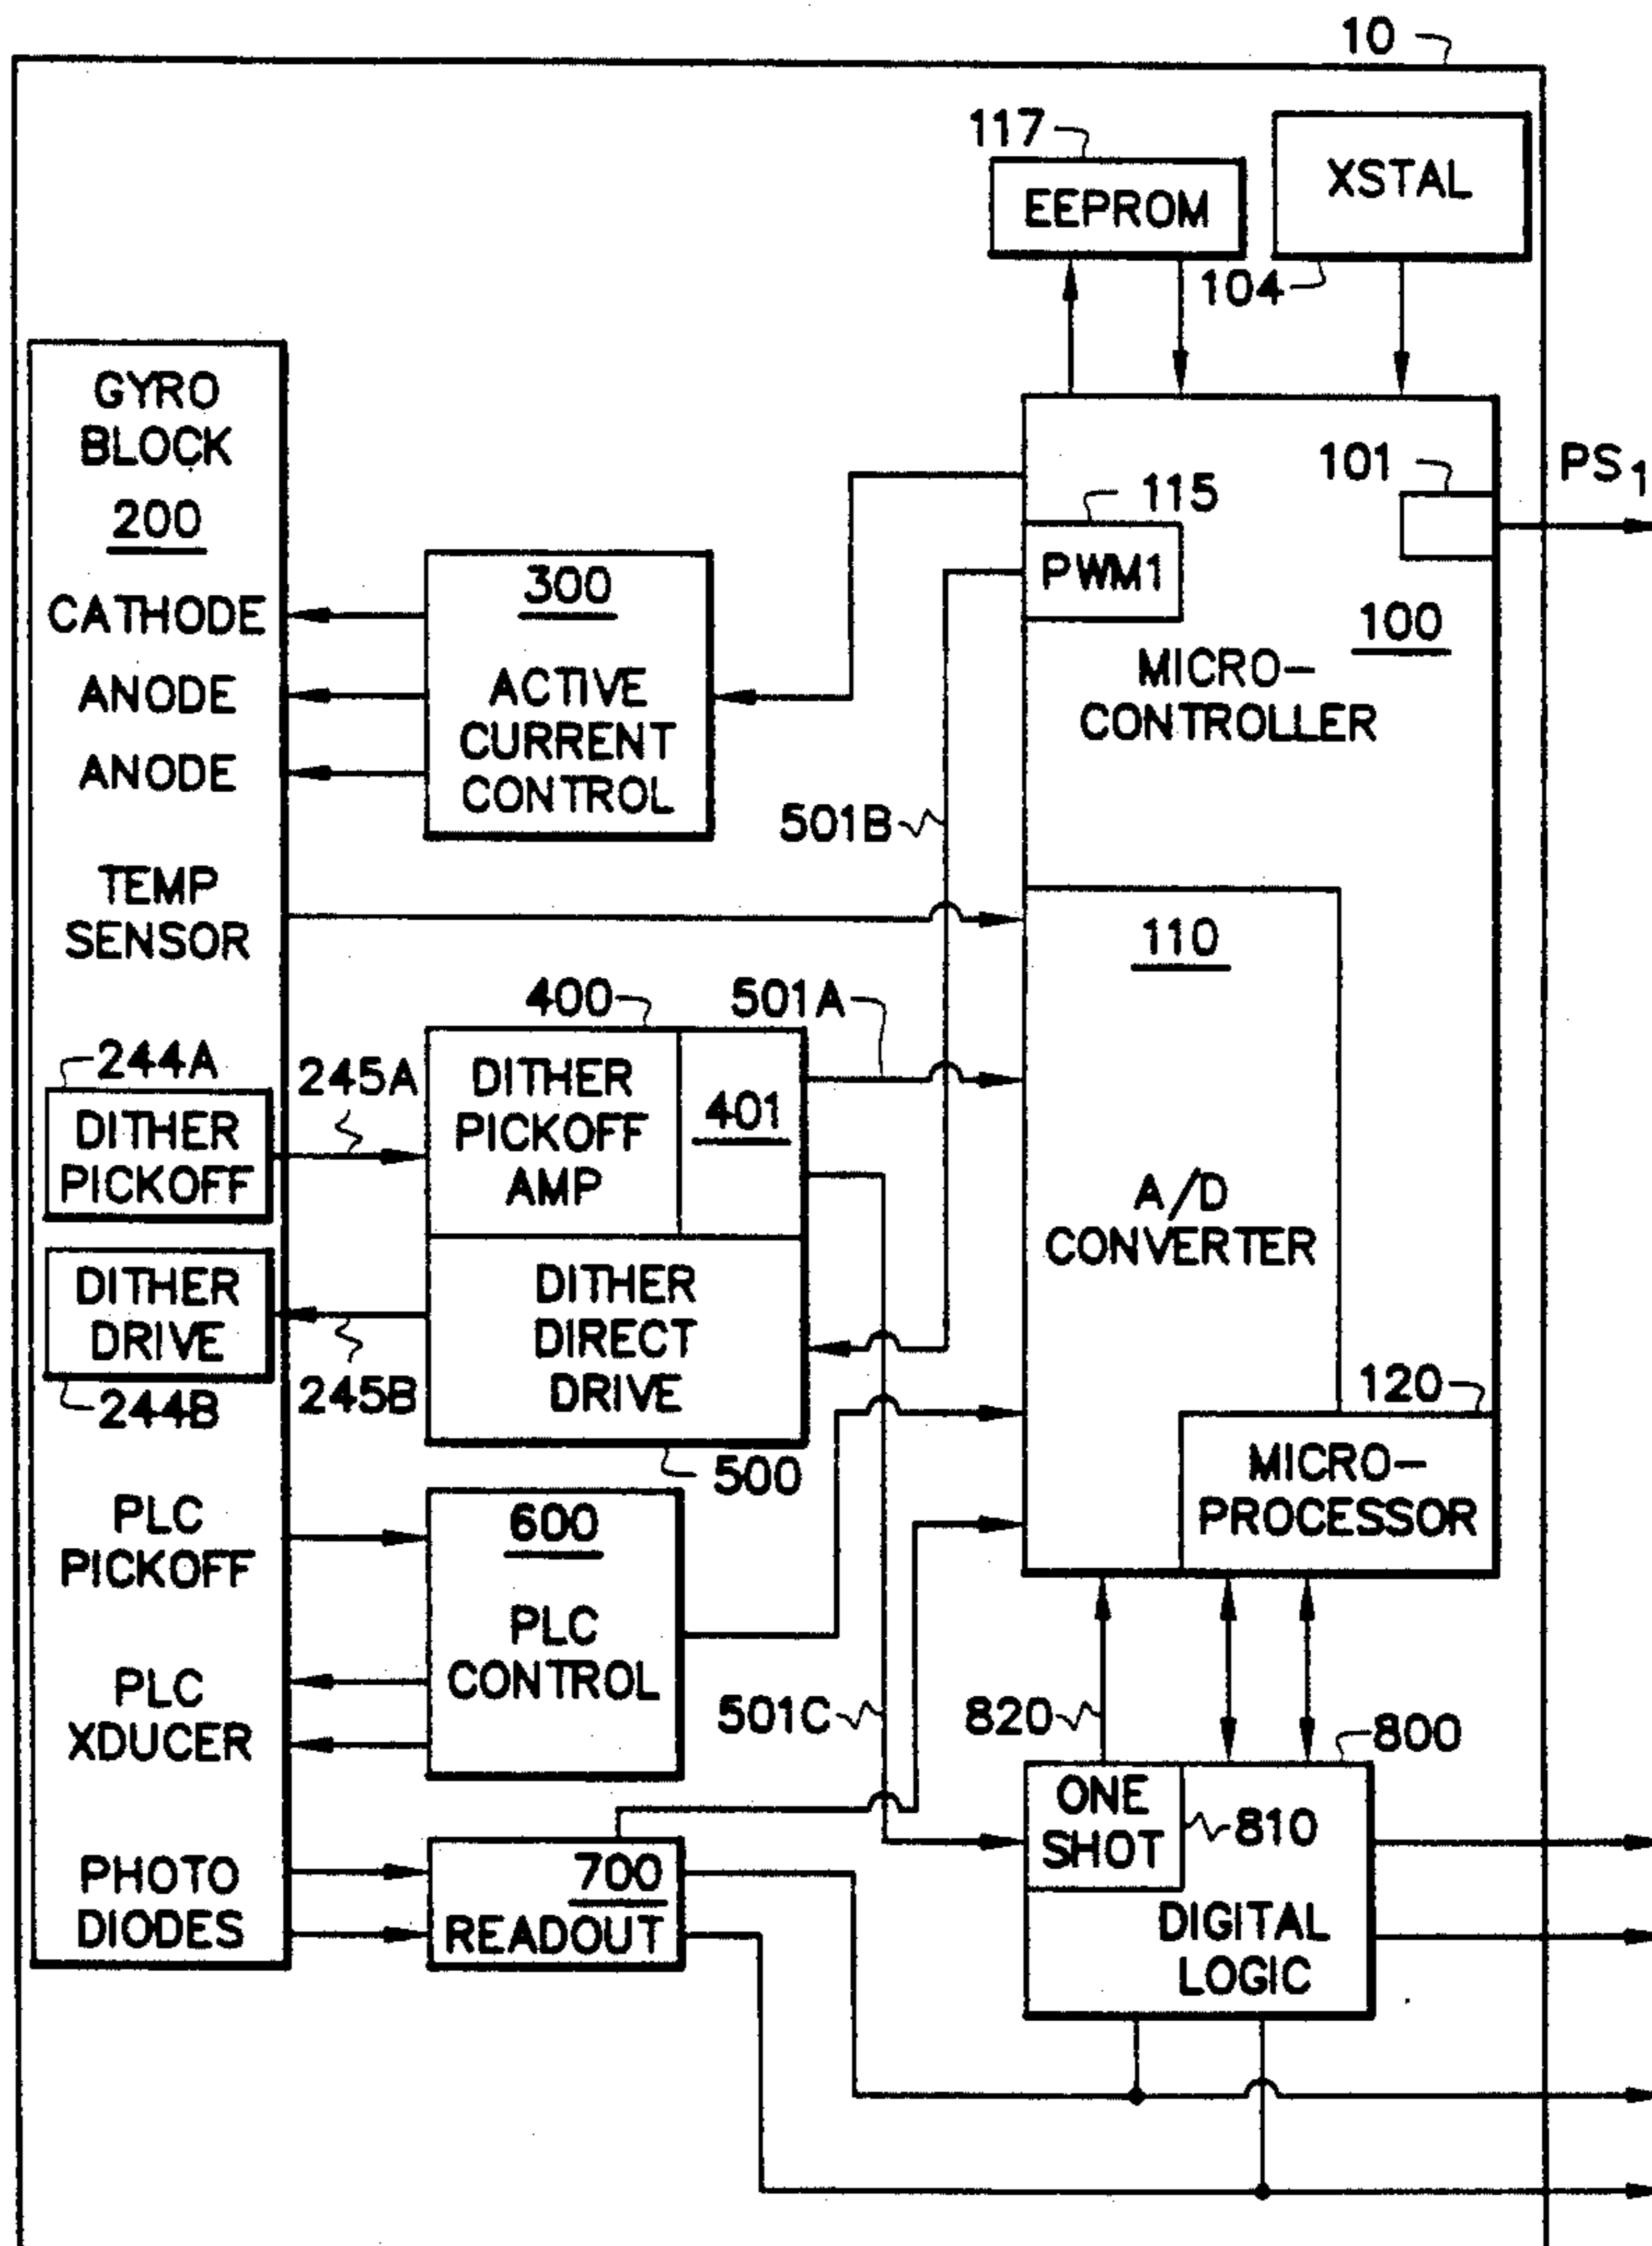 10
117
EEPROM
XSTAL
104
GYRO
BLOCK
200
CATHODE
ANODE
ANODE
TEMP
SENSOR
244A
DITHER
PICKOFF
DITHER
DRIVE
244B
PLC
PICKOFF
PLC
XDUCER
PHOTO
DIODES
245A
245B
300
ACTIVE
CURRENT
CONTROL
400
DITHER
PICKOFF
AMP
401
DITHER
DIRECT
DRIVE
500
600
PLC
CONTROL
700
READOUT
501B
501A
501C
115
PWM1
101
PS1
100
MICRO-
CONTROLLER
110
A/D
CONVERTER
120
MICRO-
PROCESSOR
820
800
ONE
SHOT
810
DIGITAL
LOGIC